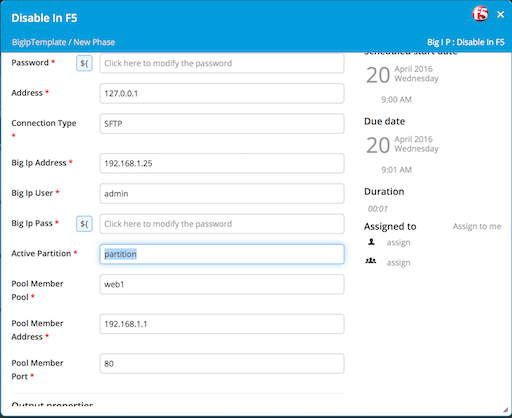 Disable In F5
f5
BigIpTemplate / New Phase
Big I P : Disable In F5
Password *
${
Click here to modify the password
Address *
127.0.0.1
Connection Type
*
SFTP
Big Ip Address *
192.168.1.25
Big Ip User *
admin
Big Ip Pass *
${
Click here to modify the password
Active Partition *
partition
Pool Member
Pool *
web1
Pool Member
Address *
192.168.1.1
Pool Member
Port *
80
Output properties
Scheduled start date
20
April 2016
Wednesday
9:00 AM
Due date
20
April 2016
Wednesday
9:01 AM
Duration
00:01
Assigned to
Assign to me
assign
assign